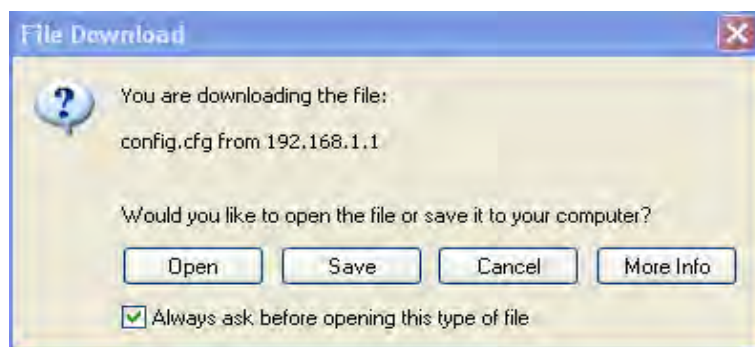 File Download
You are downloading the file:
config.cfg from 192.168.1.1
Would you like to open the file or save it to your computer?
Open Save Cancel More Info
Always ask before opening this type of file